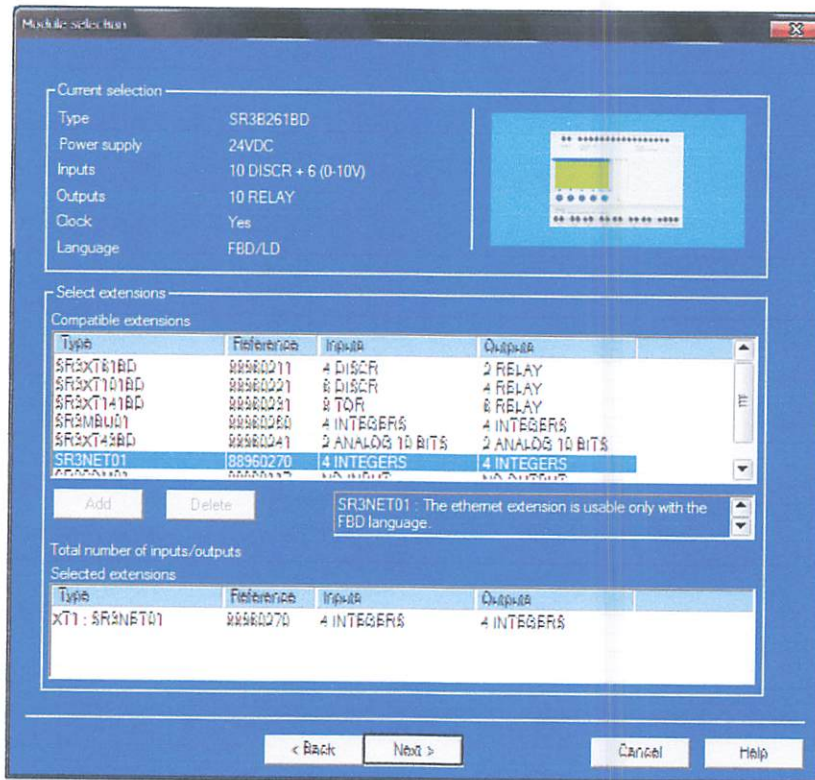 Module selection
Current selection
Type SR3B261BD
Power supply 24VDC
Inputs 10 DISCR + 6 (0-10V)
Outputs 10 RELAY
Clock Yes
Language FBD/LD
Select extensions
Compatible extensions
Type Reference Inputs Outputs
SR3XT61BD 88960211 4 DISCR 2 RELAY
SR3XT101BD 88960221 6 DISCR 4 RELAY
SR3XT141BD 88960231 8 TOR 6 RELAY
SR3MBU01 88960250 4 INTEGERS 4 INTEGERS
SR3XT43BD 88960241 2 ANALOG 10 BITS 2 ANALOG 10 BITS
SR3NET01 88960270 4 INTEGERS 4 INTEGERS
NO INPUT NO OUTPUT
Add Delete
SR3NET01 : The ethernet extension is usable only with the
FBD language.
Total number of inputs/outputs
Selected extensions
Type Reference Inputs Outputs
XT1 : SR3NET01 88960270 4 INTEGERS 4 INTEGERS
< Back Next > Cancel Help